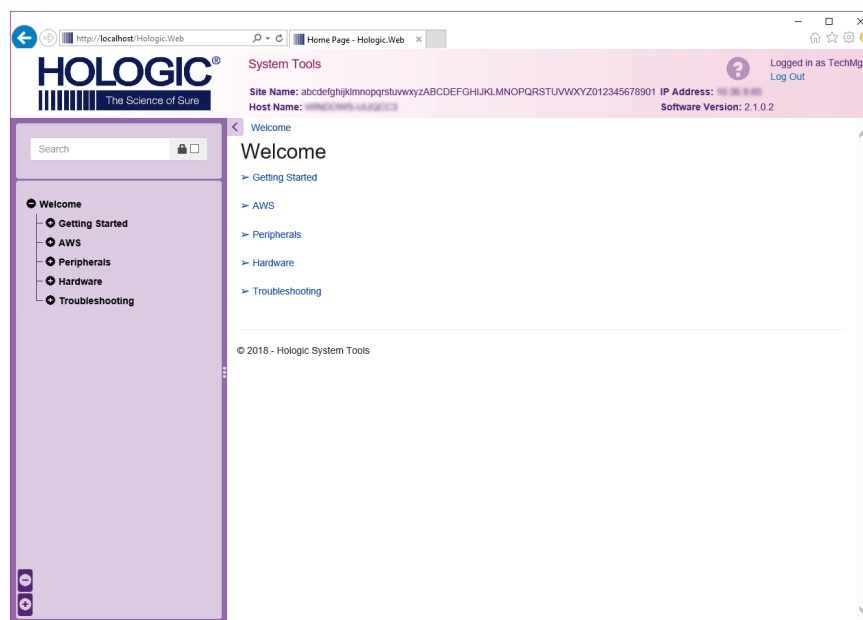 http://localhost/Hologic.Web
Home Page - Hologic.Web
HOLOGIC®
The Science of Sure
System Tools
Logged in as TechMg
Log Out
Site Name: abcdefghijklmnopqrstuvwxyzABCDEFGHIJKLMNOPQRSTUVWXYZ012345678901 IP Address:
Host Name:
Software Version: 2.1.0.2
Search
Welcome
Getting Started
AWS
Peripherals
Hardware
Troubleshooting
Welcome
Welcome
➢ Getting Started
➢ AWS
➢ Peripherals
➢ Hardware
➢ Troubleshooting
© 2018 - Hologic System Tools